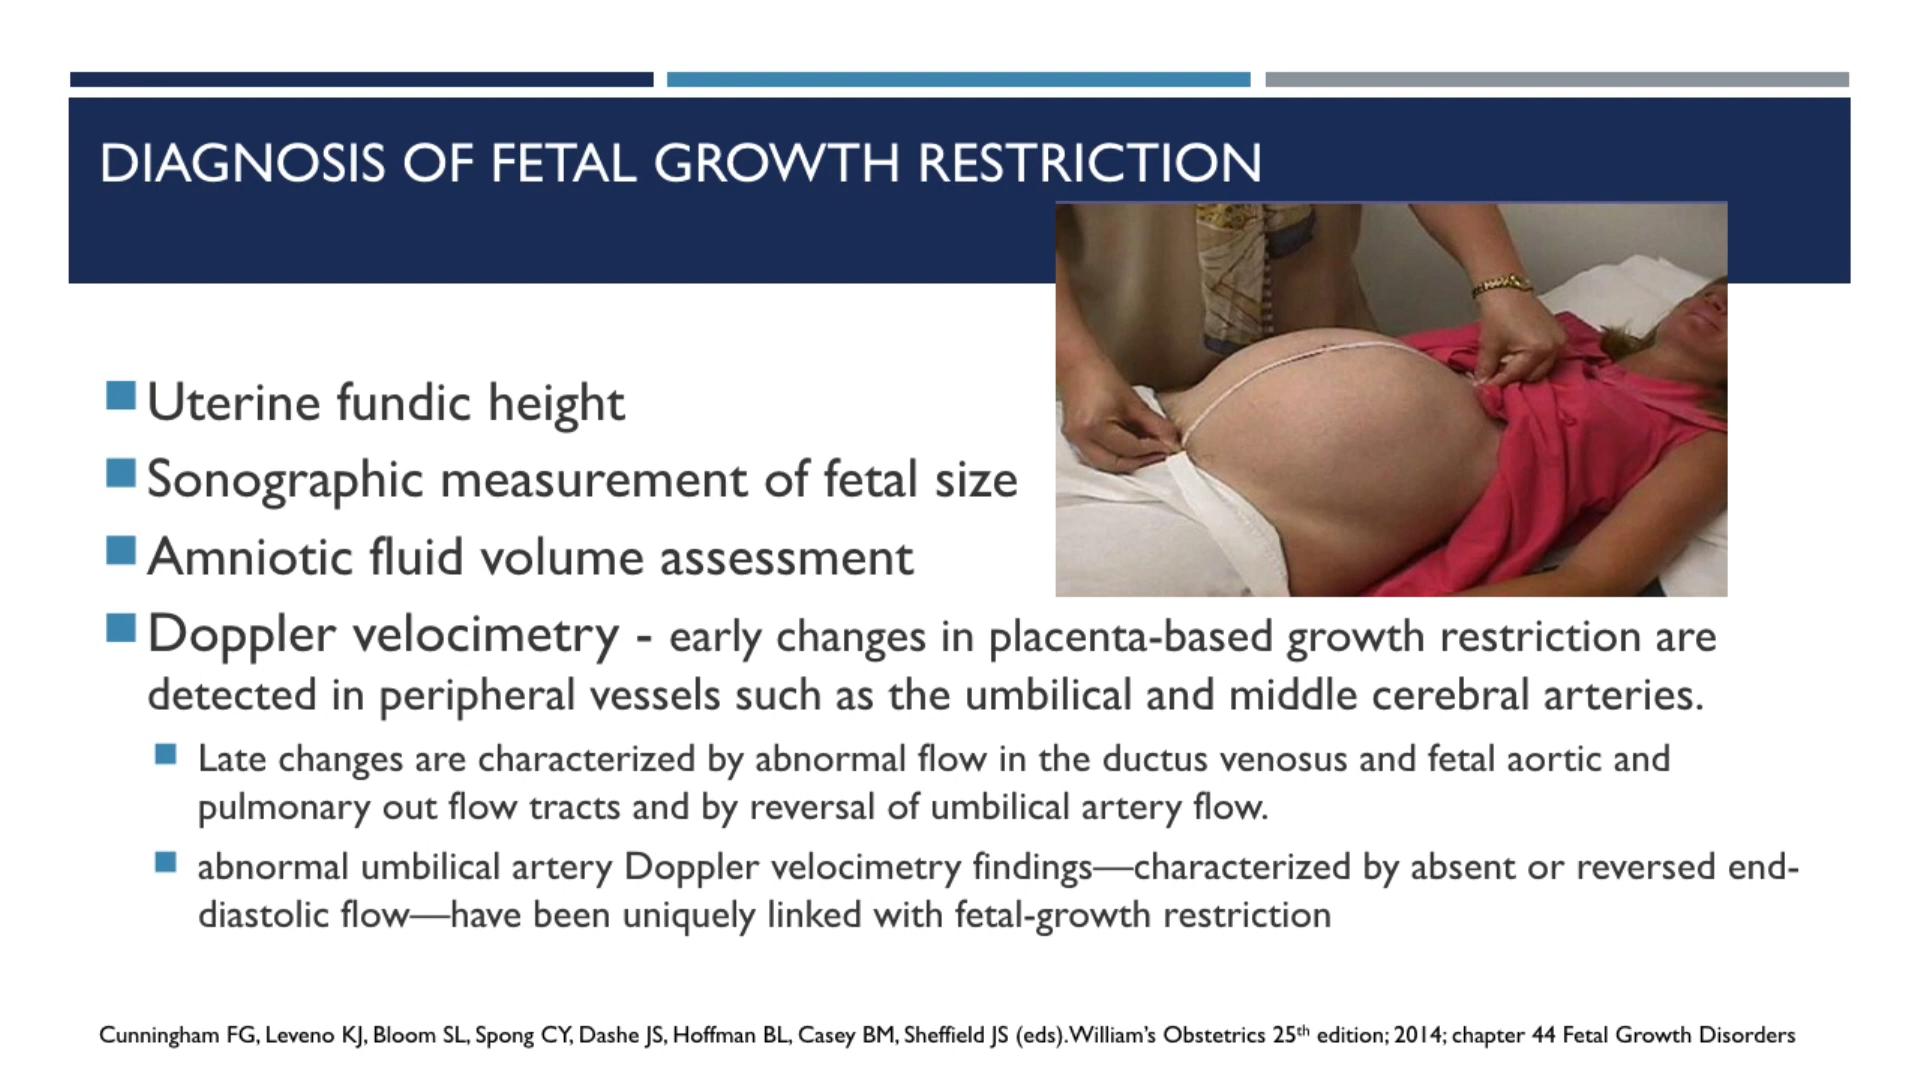 DIAGNOSIS OF FETAL GROWTH RESTRICTION
Uterine fundic height
Sonographic measurement of fetal size
Amniotic fluid volume assessment
Doppler velocimetry - early changes in placenta-based growth restriction are
detected in peripheral vessels such as the umbilical and middle cerebral arteries.
Late changes are characterized by abnormal flow in the ductus venosus and fetal aortic and
pulmonary out flow tracts and by reversal of umbilical artery flow.
abnormal umbilical artery Doppler velocimetry findings—characterized by absent or reversed end-
diastolic flow—have been uniquely linked with fetal-growth restriction
Cunningham FG, Leveno KJ, Bloom SL, Spong CY, Dashe JS, Hoffman BL, Casey BM, Sheffield JS (eds).William's Obstetrics 25th edition; 2014; chapter 44 Fetal Growth Disorders